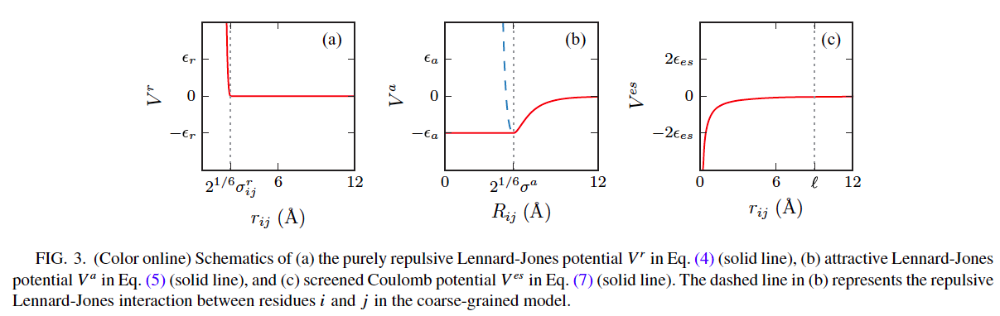 (a)
V^r
ϵ_r
0
−ϵ_r
2^{1/6}σ^r_{ij} 6 12
r_{ij} (Å)
(b)
V^a
ϵ_a
0
−ϵ_a
0 2^{1/6}σ^a 12
R_{ij} (Å)
(c)
V^{es}
2ϵ_{es}
0
−2ϵ_{es}
0 6 ℓ 12
r_{ij} (Å)
FIG. 3. (Color online) Schematics of (a) the purely repulsive Lennard-Jones potential V^r in Eq. (4) (solid line), (b) attractive Lennard-Jones
potential V^a in Eq. (5) (solid line), and (c) screened Coulomb potential V^{es} in Eq. (7) (solid line). The dashed line in (b) represents the repulsive
Lennard-Jones interaction between residues i and j in the coarse-grained model.